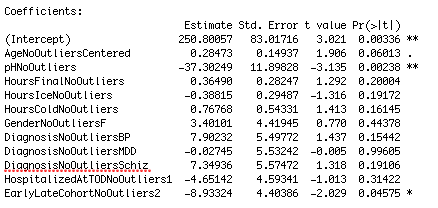 Coefficients:
Estimate Std. Error t value Pr(>|t|)
(Intercept) 250.80057 83.01716 3.021 0.00336 **
AgeNoOutliersCentered 0.28473 0.14937 1.906 0.06013 .
pHNoOutliers -37.30249 11.89828 -3.135 0.00238 **
HoursFinalNoOutliers 0.36490 0.28247 1.292 0.20004
HoursIceNoOutliers -0.38815 0.29487 -1.316 0.19172
HoursColdNoOutliers 0.76768 0.54331 1.413 0.16145
GenderNoOutliersF 3.40101 4.41945 0.770 0.44378
DiagnosisNoOutliersBP 7.90232 5.49772 1.437 0.15442
DiagnosisNoOutliersMDD -0.02745 5.53242 -0.005 0.99605
DiagnosisNoOutliersSchiz 7.34936 5.57472 1.318 0.19106
HospitalizedAtTODNoOutliers1 -4.65142 4.59341 -1.013 0.31422
EarlyLateCohortNoOutliers2 -8.93324 4.40386 -2.029 0.04575 *